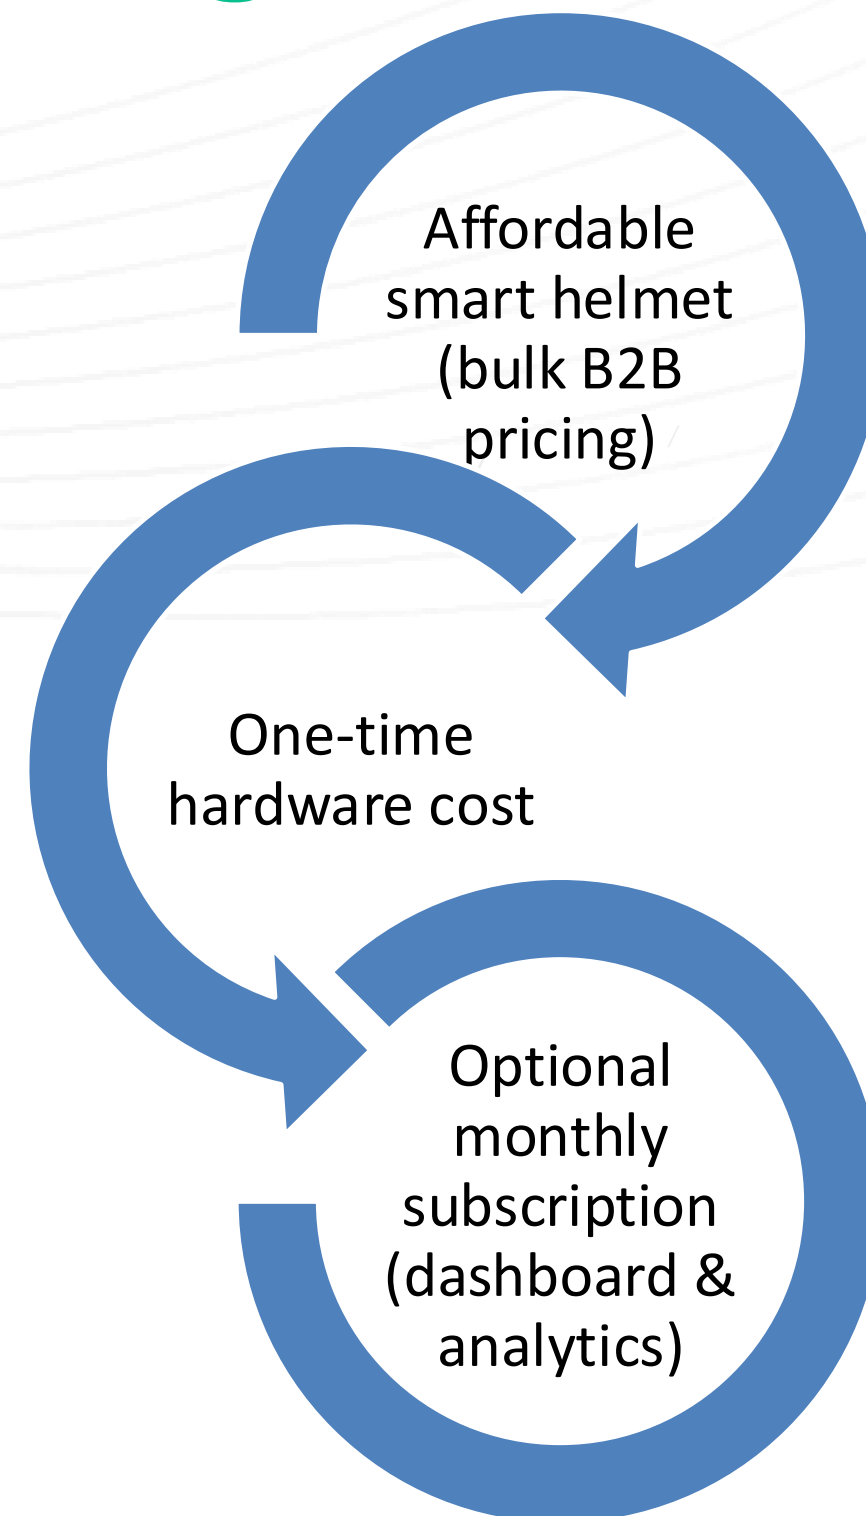 Affordable
smart helmet
(bulk B2B
pricing)
One-time
hardware cost
Optional
monthly
subscription
(dashboard &
analytics)